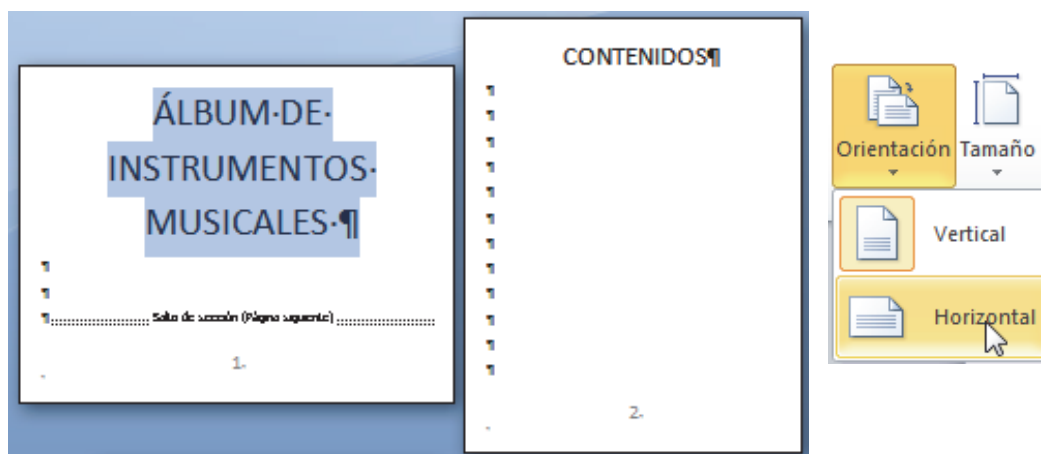 ÁLBUM·DE·
INSTRUMENTOS·
MUSICALES·¶
¶
¶
¶ Salto de sección (Página siguiente)
1
CONTENIDOS¶
¶
¶
¶
¶
¶
¶
¶
¶
¶
¶
¶
¶
2
Orientación Tamaño
Vertical
Horizontal